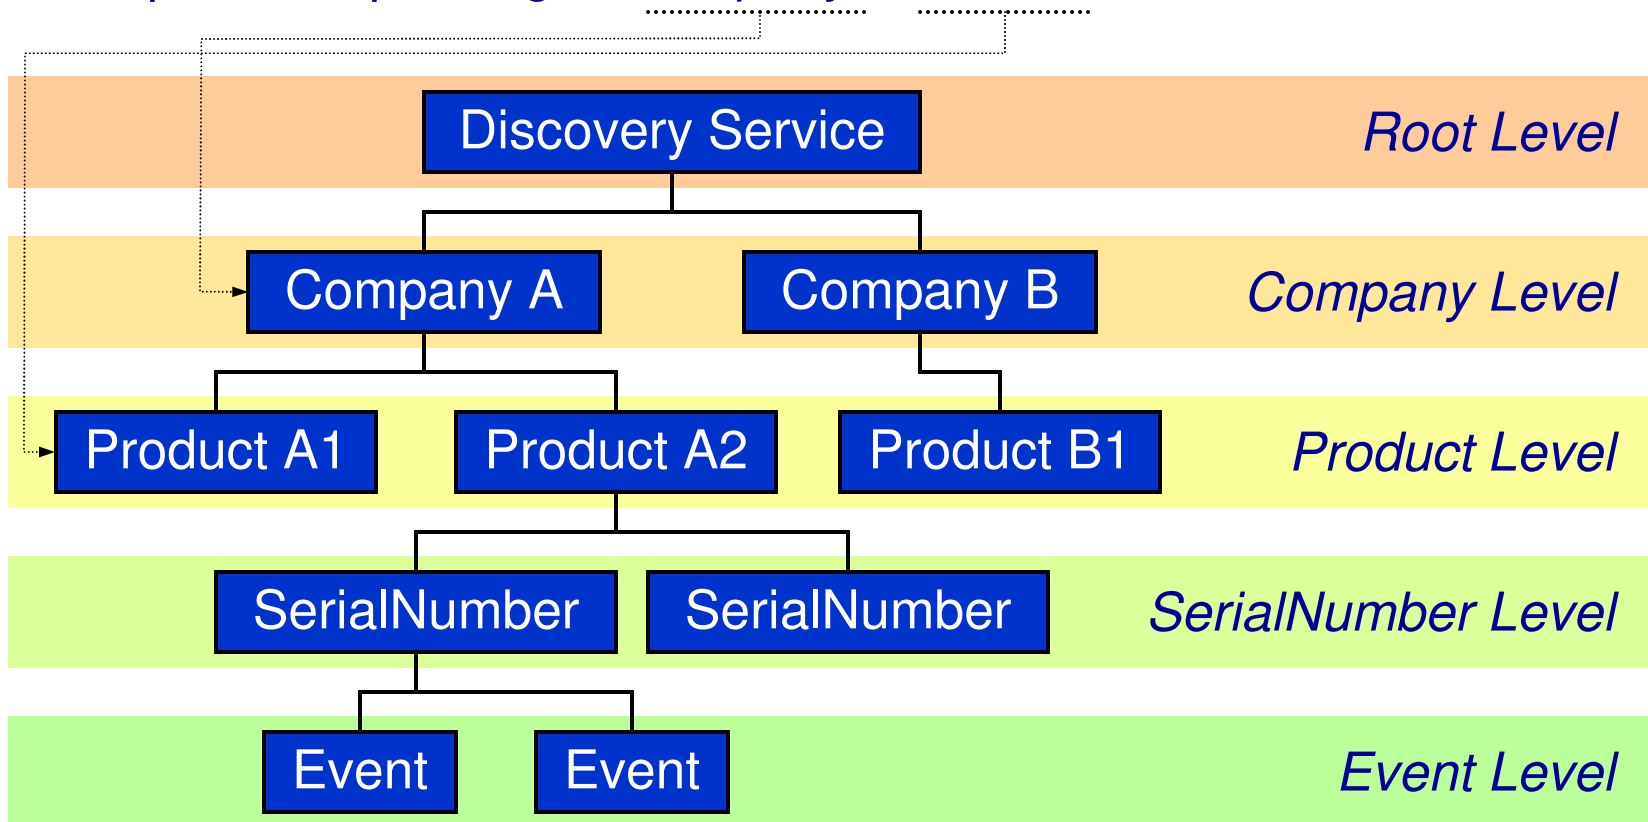 Discovery Service
Root Level
Company A
Company B
Company Level
Product A1
Product A2
Product B1
Product Level
SerialNumber
SerialNumber
SerialNumber Level
Event
Event
Event Level